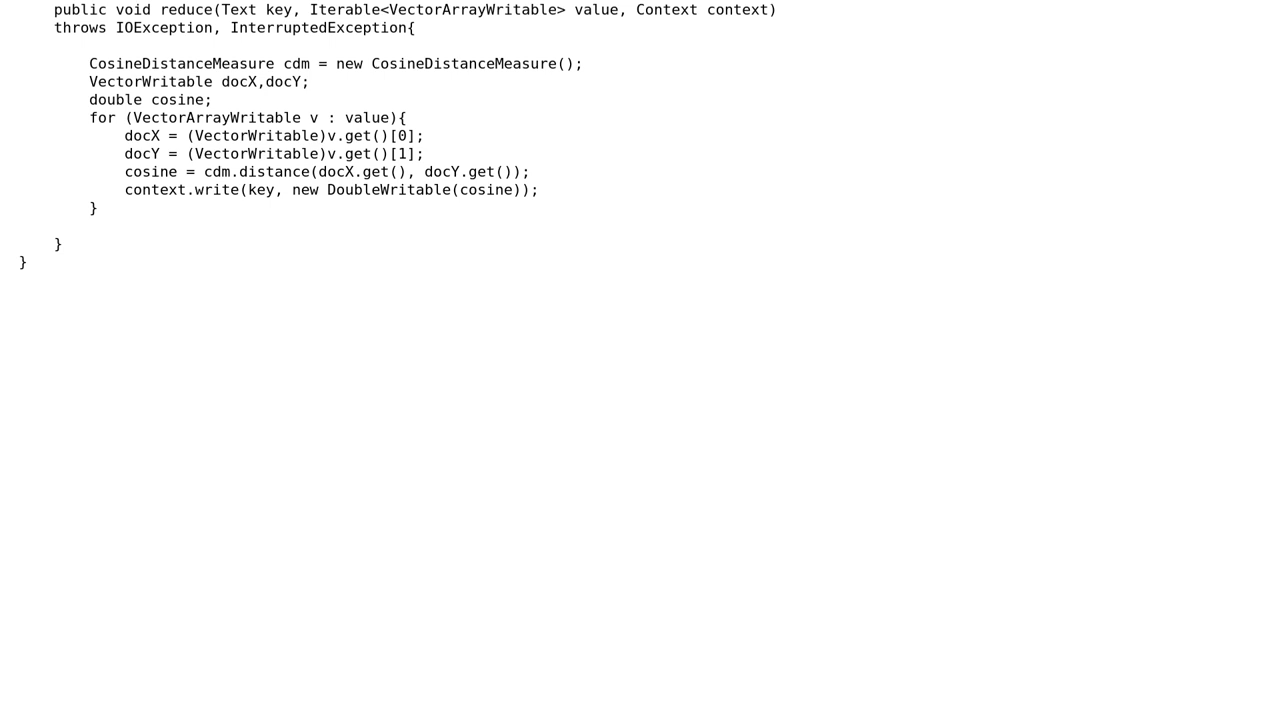 public void reduce(Text key, Iterable<VectorArrayWritable> value, Context context)
throws IOException, InterruptedException{
CosineDistanceMeasure cdm = new CosineDistanceMeasure();
VectorWritable docX,docY;
double cosine;
for (VectorArrayWritable v : value){
docX = (VectorWritable)v.get()[0];
docY = (VectorWritable)v.get()[1];
cosine = cdm.distance(docX.get(), docY.get());
context.write(key, new DoubleWritable(cosine));
}
}
}